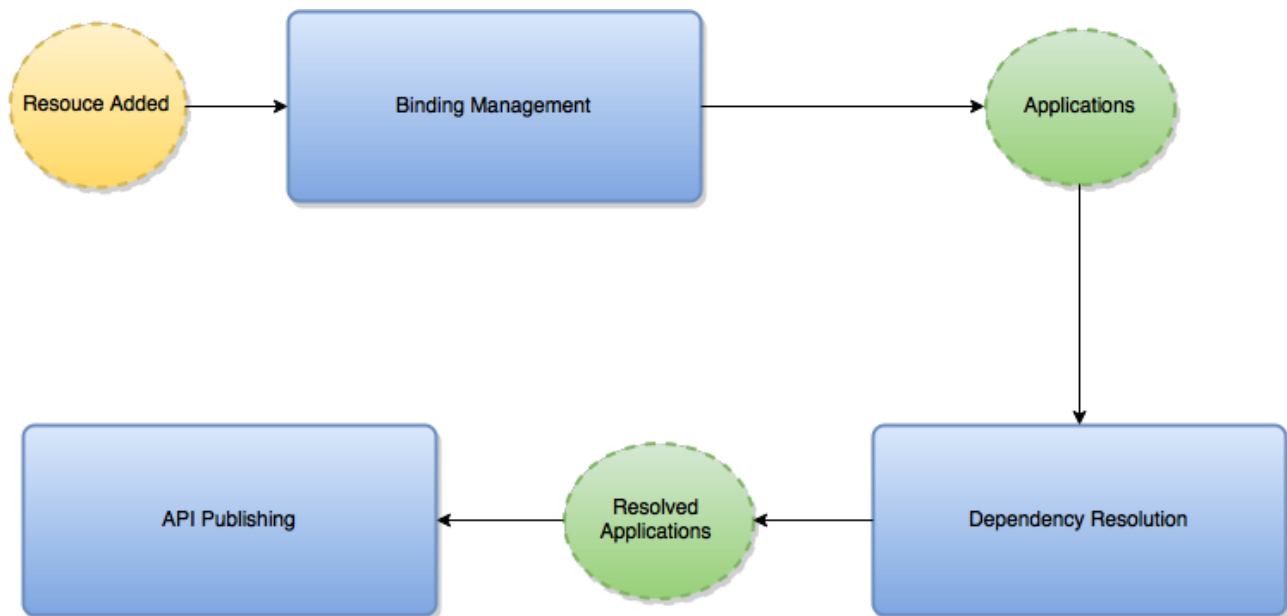 Resouce Added
Binding Management
Applications
API Publishing
Resolved
Applications
Dependency Resolution